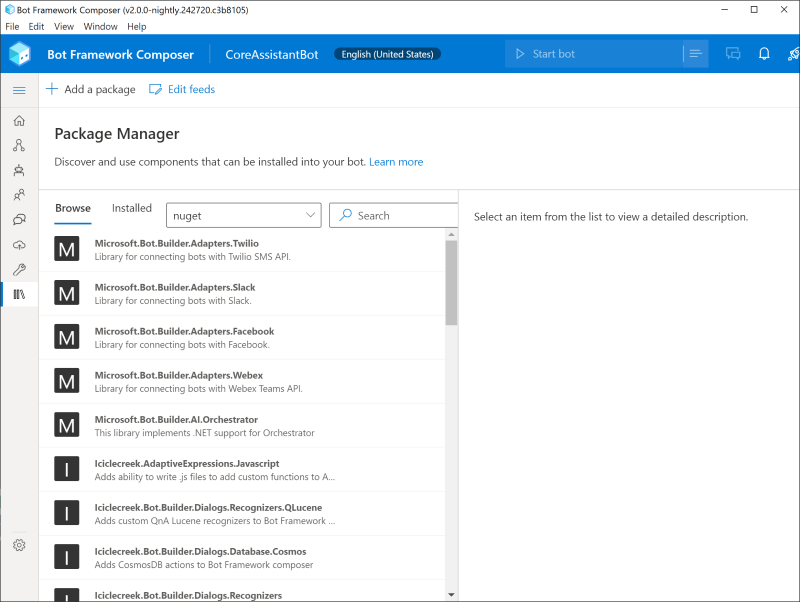 Bot Framework Composer (v2.0.0-nightly.242720.c3b8105)
File Edit View Window Help
Bot Framework Composer CoreAssistantBot English (United States) Start bot
Add a package Edit feeds
Package Manager
Discover and use components that can be installed into your bot. Learn more
Browse Installed nuget Search
Select an item from the list to view a detailed description.
M Microsoft.Bot.Builder.Adapters.Twilio
Library for connecting bots with Twilio SMS API.
M Microsoft.Bot.Builder.Adapters.Slack
Library for connecting bots with Slack.
M Microsoft.Bot.Builder.Adapters.Facebook
Library for connecting bots with Facebook.
M Microsoft.Bot.Builder.Adapters.Webex
Library for connecting bots with Webex Teams API.
M Microsoft.Bot.Builder.AI.Orchestrator
This library implements .NET support for Orchestrator
I Iciclecreek.AdaptiveExpressions.Javascript
Adds ability to write .js files to add custom functions to A...
I Iciclecreek.Bot.Builder.Dialogs.Recognizers.QLucene
Adds custom QnA Lucene recognizers to Bot Framework ...
I Iciclecreek.Bot.Builder.Dialogs.Database.Cosmos
Adds CosmosDB actions to Bot Framework composer
I Iciclecreek.Bot.Builder.Dialogs.Recognizers